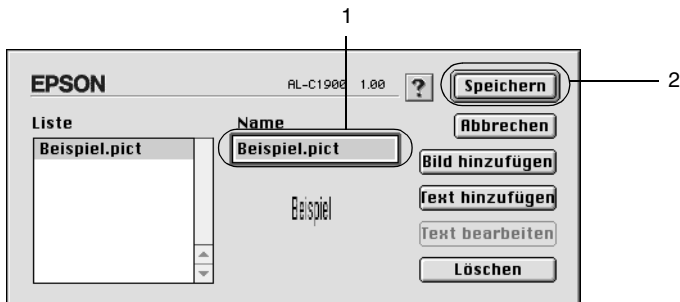 1
EPSON AL-C1900 1.00 ? Speichern 2
Liste Name Abbrechen
Beispiel.pict Beispiel.pict
Bild hinzufügen
Beispiel Text hinzufügen
Text bearbeiten
Löschen